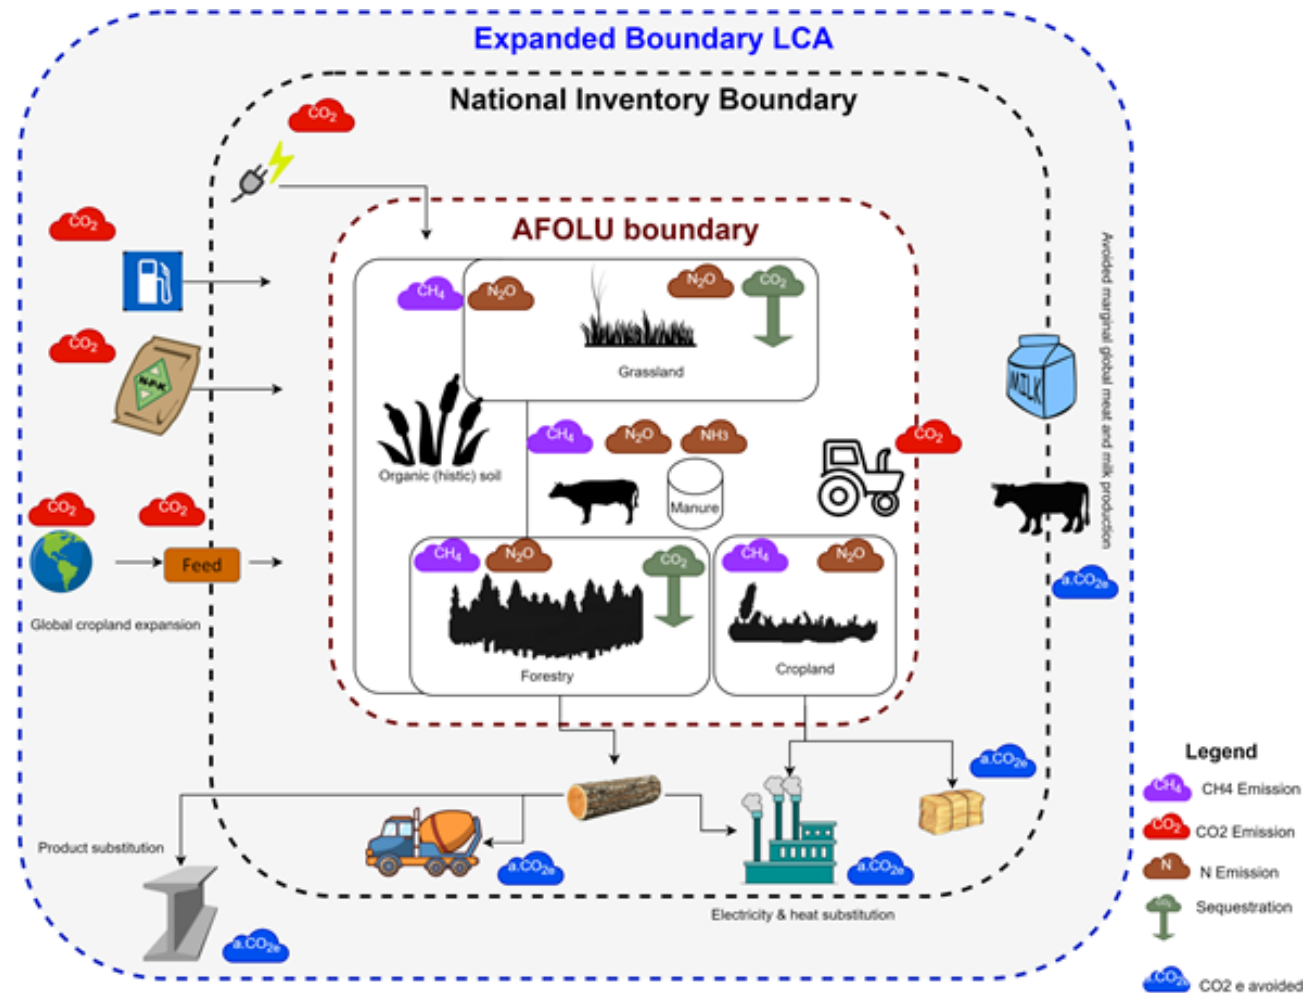 Expanded Boundary LCA
National Inventory Boundary
CO2
AFOLU boundary
CO2
CH4
N2O
N2O
CO2
Grassland
CO2
N-P-K
MILK
Avoided marginal global meat and milk production
CH4
N2O
NH3
CO2
Organic (histic) soil
Manure
CO2
CO2
Feed
CH4
N2O
CO2
CH4
N2O
a.CO2e
Global cropland expansion
Forestry
Cropland
a.CO2e
Product substitution
a.CO2e
a.CO2e
Electricity & heat substitution
a.CO2e
Legend
CH4 CH4 Emission
CO2 CO2 Emission
N N Emission
Sequestration
CO2 e avoided